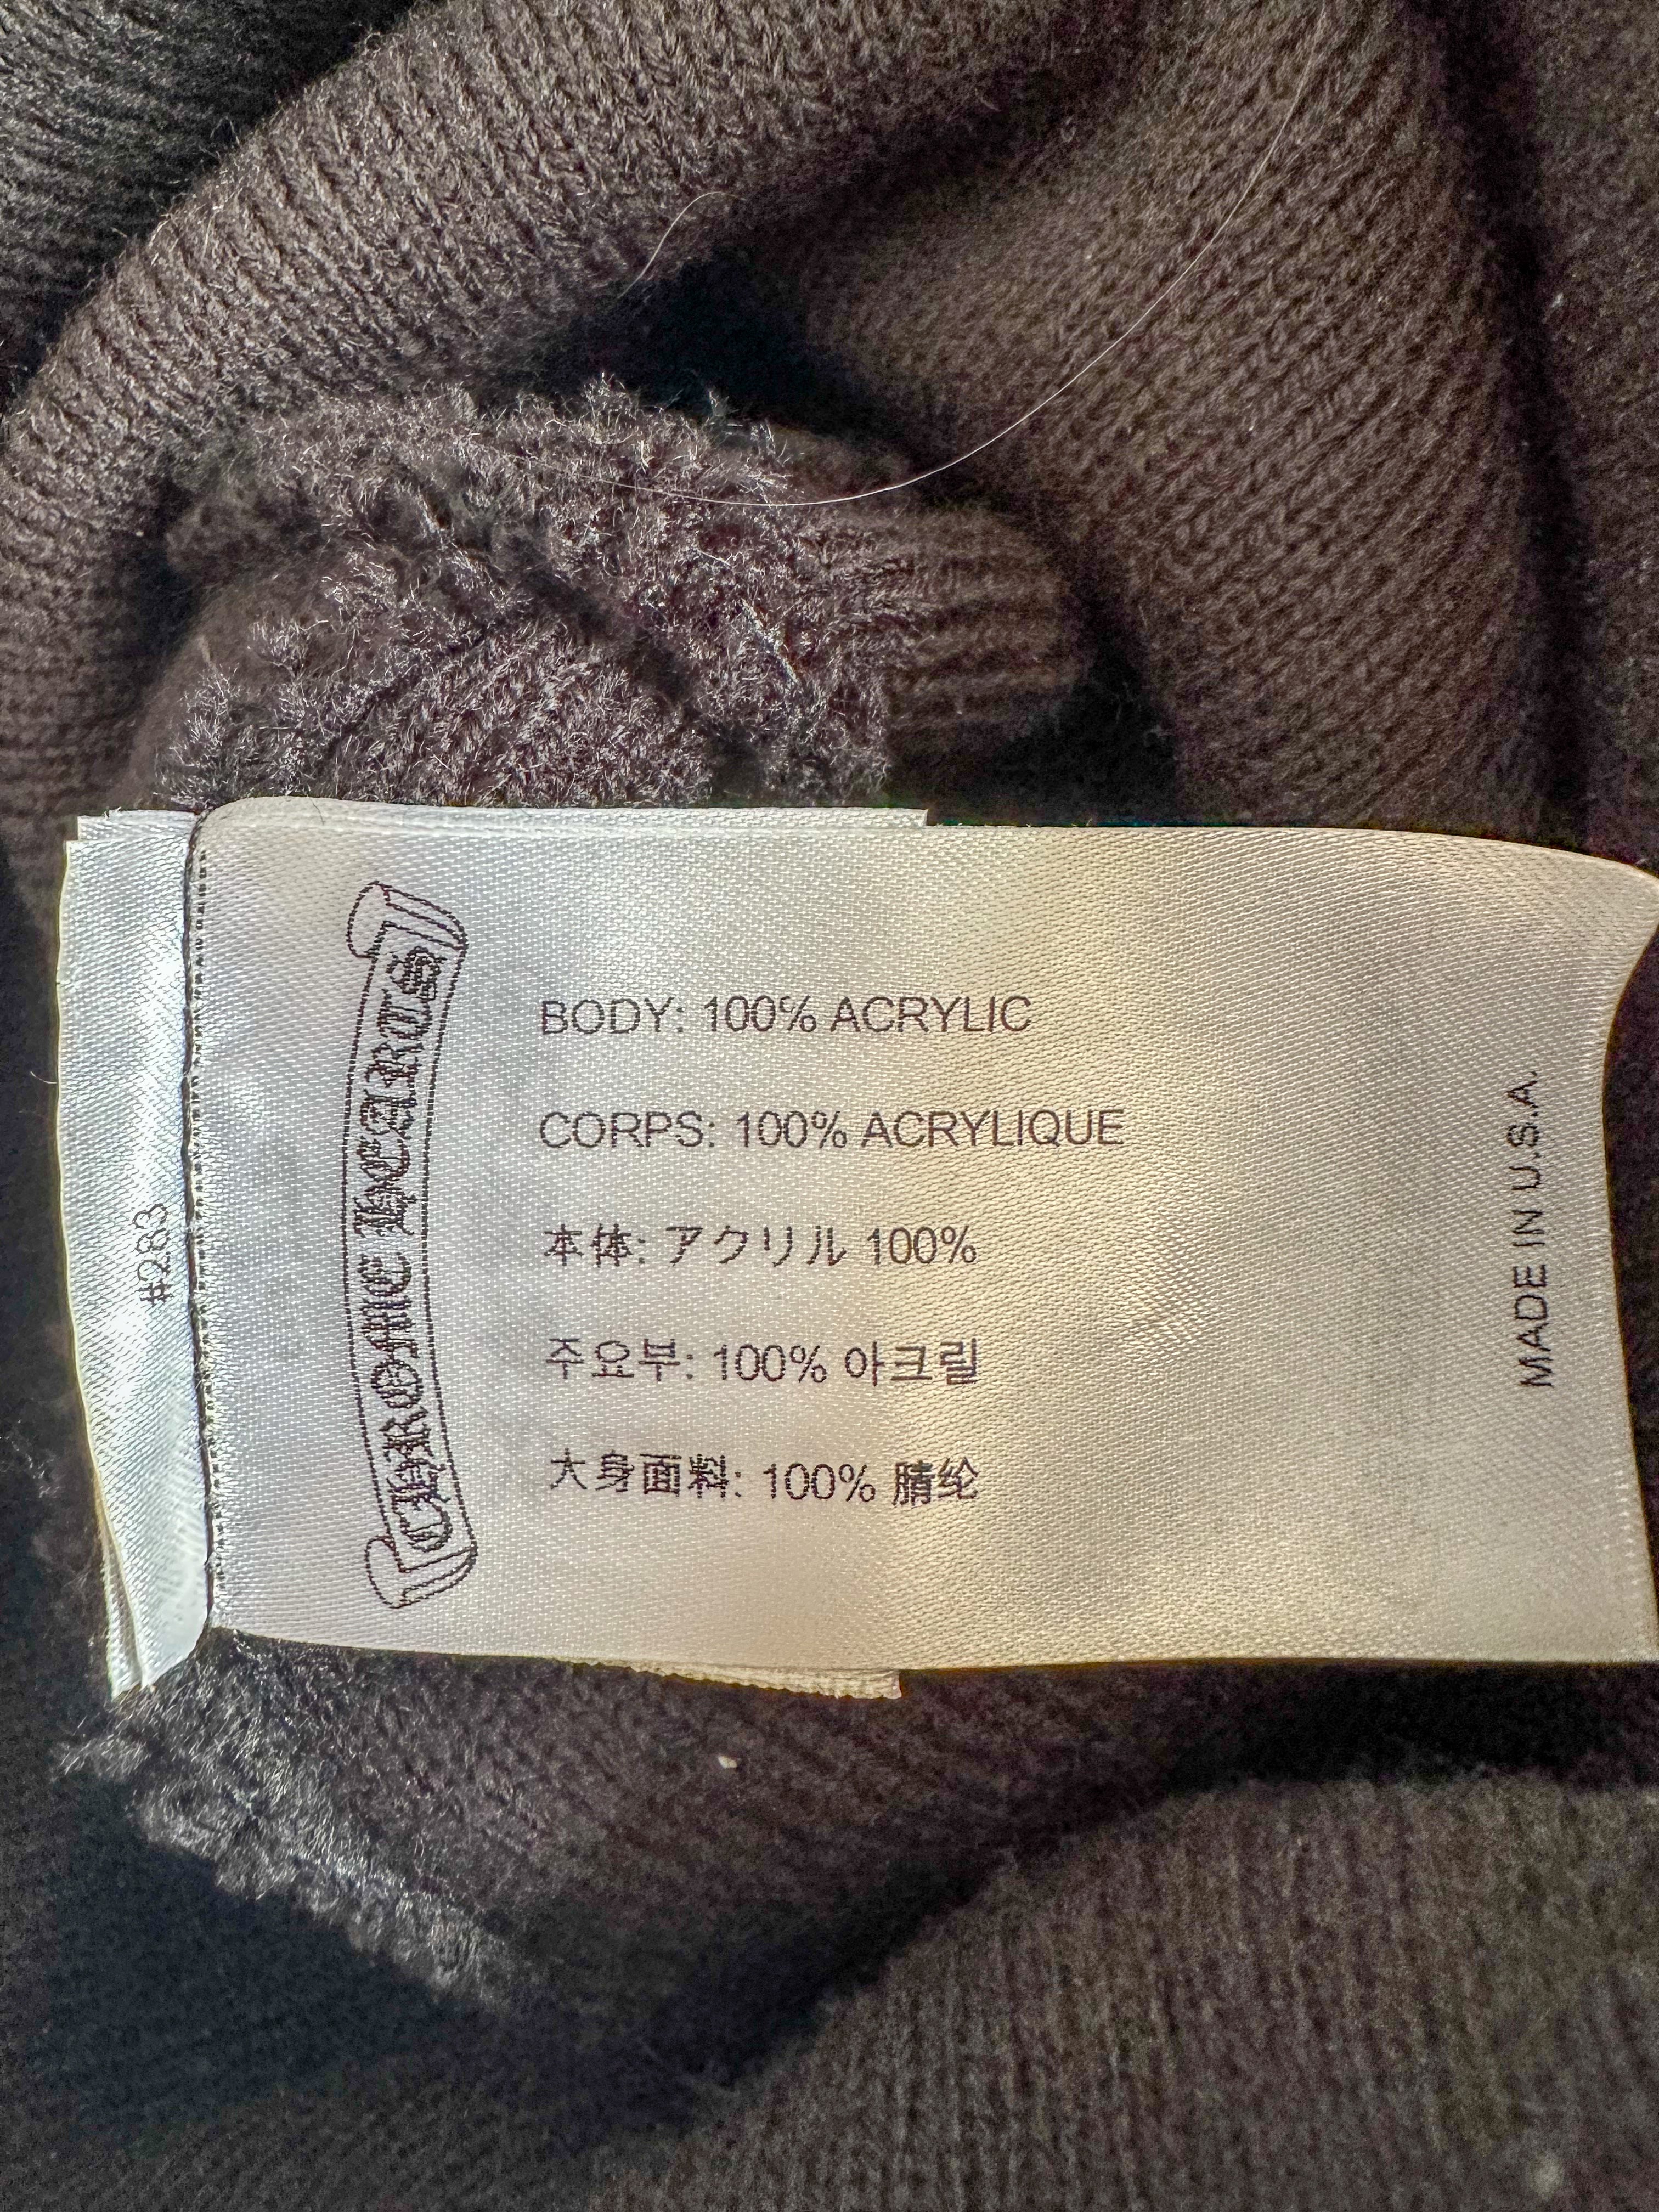 #283
CHROME HEARTS
BODY: 100% ACRYLIC
CORPS: 100% ACRYLIQUE
本体: アクリル 100%
주요부: 100% 아크릴
大身面料: 100% 腈纶
MADE IN U.S.A.